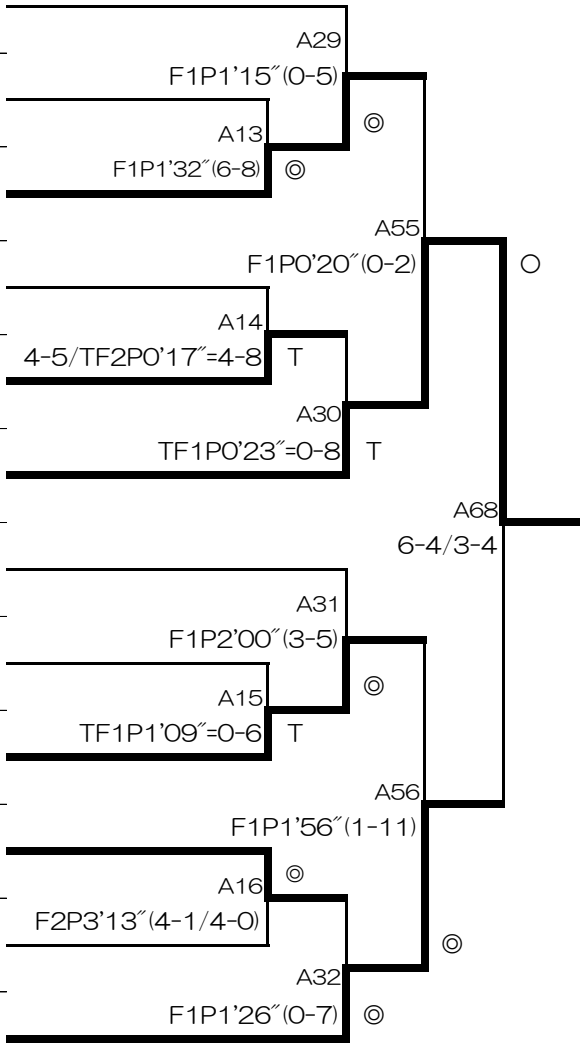 A29
F1P1'15″(0-5)
◎
A13
F1P1'32″(6-8) ◎
A55
F1P0'20″(0-2) ○
A14
4-5/TF2P0'17″=4-8 T
A30
TF1P0'23″=0-8 T
A68
6-4/3-4
A31
F1P2'00″(3-5)
◎
A15
TF1P1'09″=0-6 T
A56
F1P1'56″(1-11)
◎
A16
F2P3'13″(4-1/4-0)
◎
A32
F1P1'26″(0-7) ◎